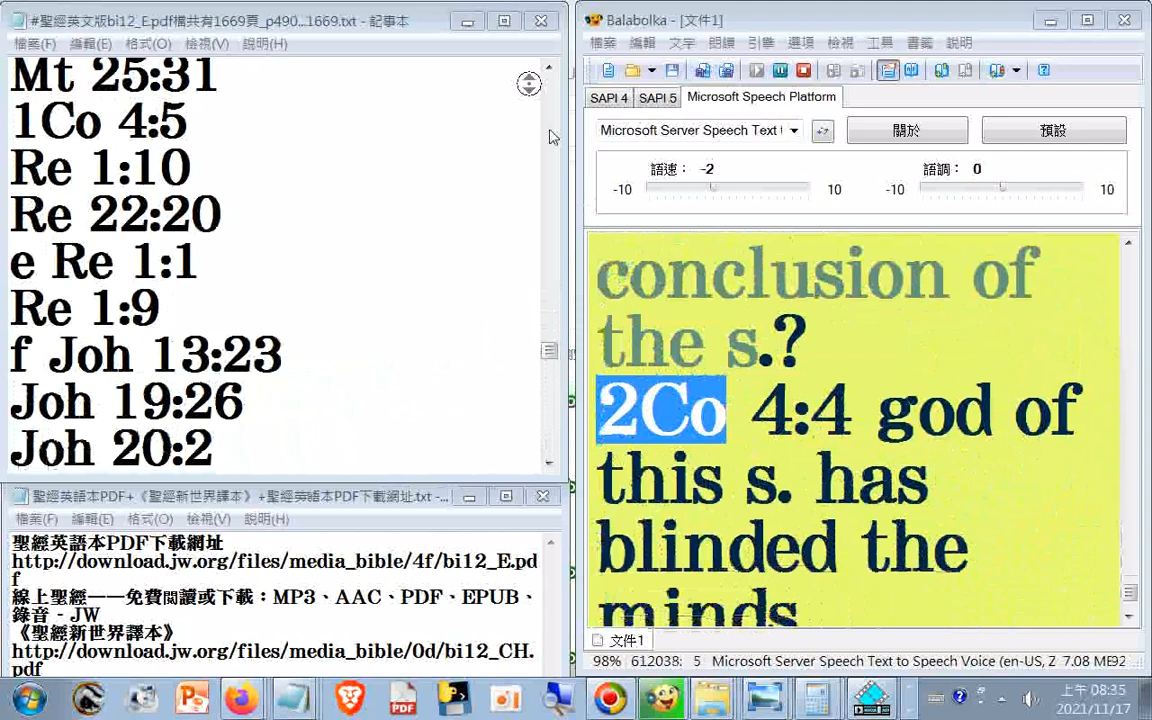 #聖經英文版bi12_E.pdf檔共有1669頁_p490...1669.txt - 記事本
檔案(F) 編輯(E) 格式(O) 檢視(V) 說明(H)
Mt 25:31
1Co 4:5
Re 1:10
Re 22:20
e Re 1:1
Re 1:9
f Joh 13:23
Joh 19:26
Joh 20:2
聖經英語本PDF+《聖經新世界譯本》+聖經英語本PDF下載網址.txt -...
檔案(F) 編輯(E) 格式(O) 檢視(V) 說明(H)
聖經英語本PDF下載網址
http://download.jw.org/files/media_bible/4f/bi12_E.pd
f
線上聖經——免費閱讀或下載：MP3、AAC、PDF、EPUB、
錄音 - JW
《聖經新世界譯本》
http://download.jw.org/files/media_bible/0d/bi12_CH.
pdf
Balabolka - [文件1]
檔案 編輯 文字 朗讀 引擎 選項 檢視 工具 書籤 說明
SAPI 4 SAPI 5 Microsoft Speech Platform
Microsoft Server Speech Text 關於 預設
語速： -2 語調： 0
-10 10 -10 10
conclusion of
the s.?
2Co 4:4 god of
this s. has
blinded the
minds
文件1
98% 612038: 5 Microsoft Server Speech Text to Speech Voice (en-US, Z 7.08 ME92
PDF
上午 08:35
2021/11/17